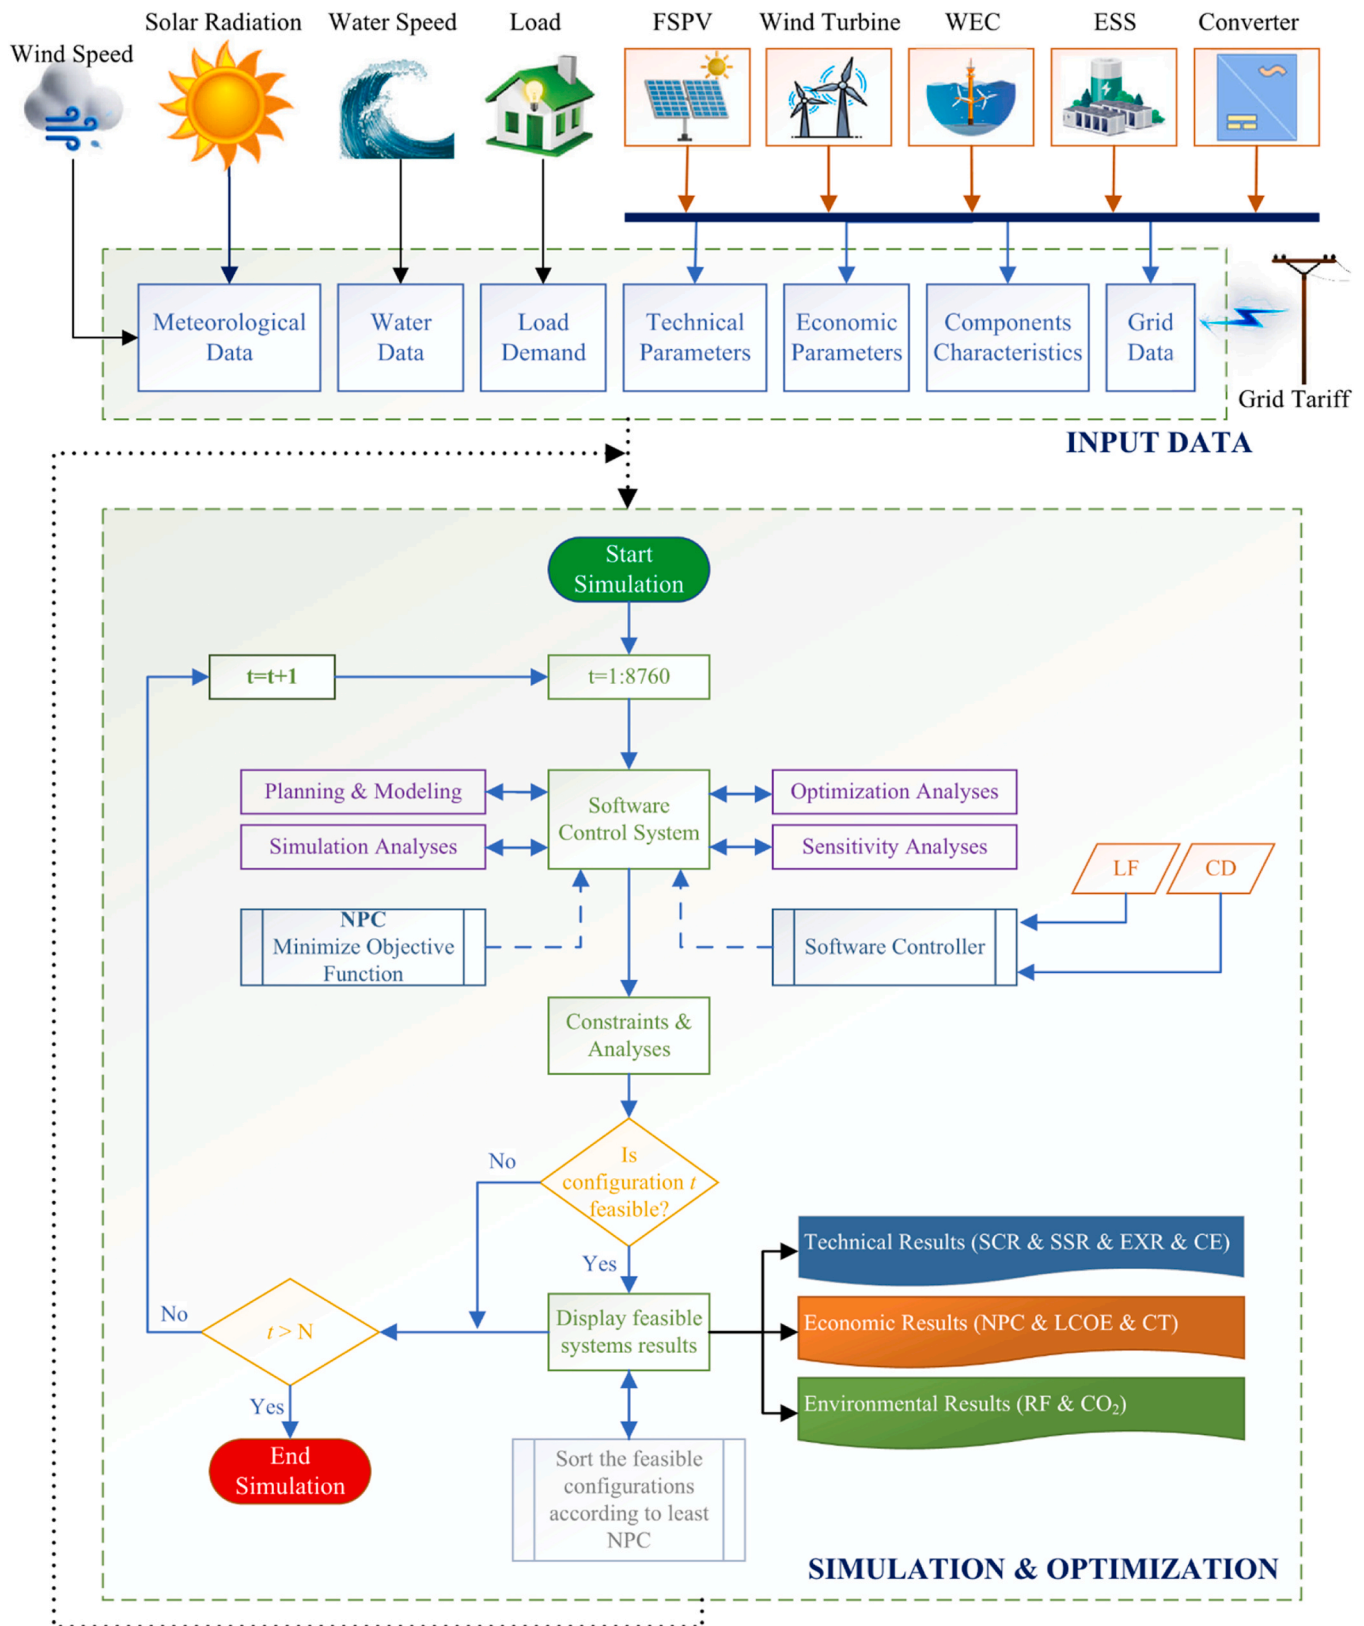 Wind Speed
Solar Radiation
Water Speed
Load
FSPV
Wind Turbine
WEC
ESS
Converter
Meteorological
Data
Water
Data
Load
Demand
Technical
Parameters
Economic
Parameters
Components
Characteristics
Grid
Data
Grid Tariff
INPUT DATA
Start
Simulation
t=t+1
t=1:8760
Planning & Modeling
Simulation Analyses
Software
Control System
Optimization Analyses
Sensitivity Analyses
LF
CD
NPC
Minimize Objective
Function
Software Controller
Constraints &
Analyses
Is
configuration t
feasible?
No
Yes
Technical Results (SCR & SSR & EXR & CE)
Economic Results (NPC & LCOE & CT)
Environmental Results (RF & CO₂)
Display feasible
systems results
t > N
No
Yes
End
Simulation
Sort the feasible
configurations
according to least
NPC
SIMULATION & OPTIMIZATION